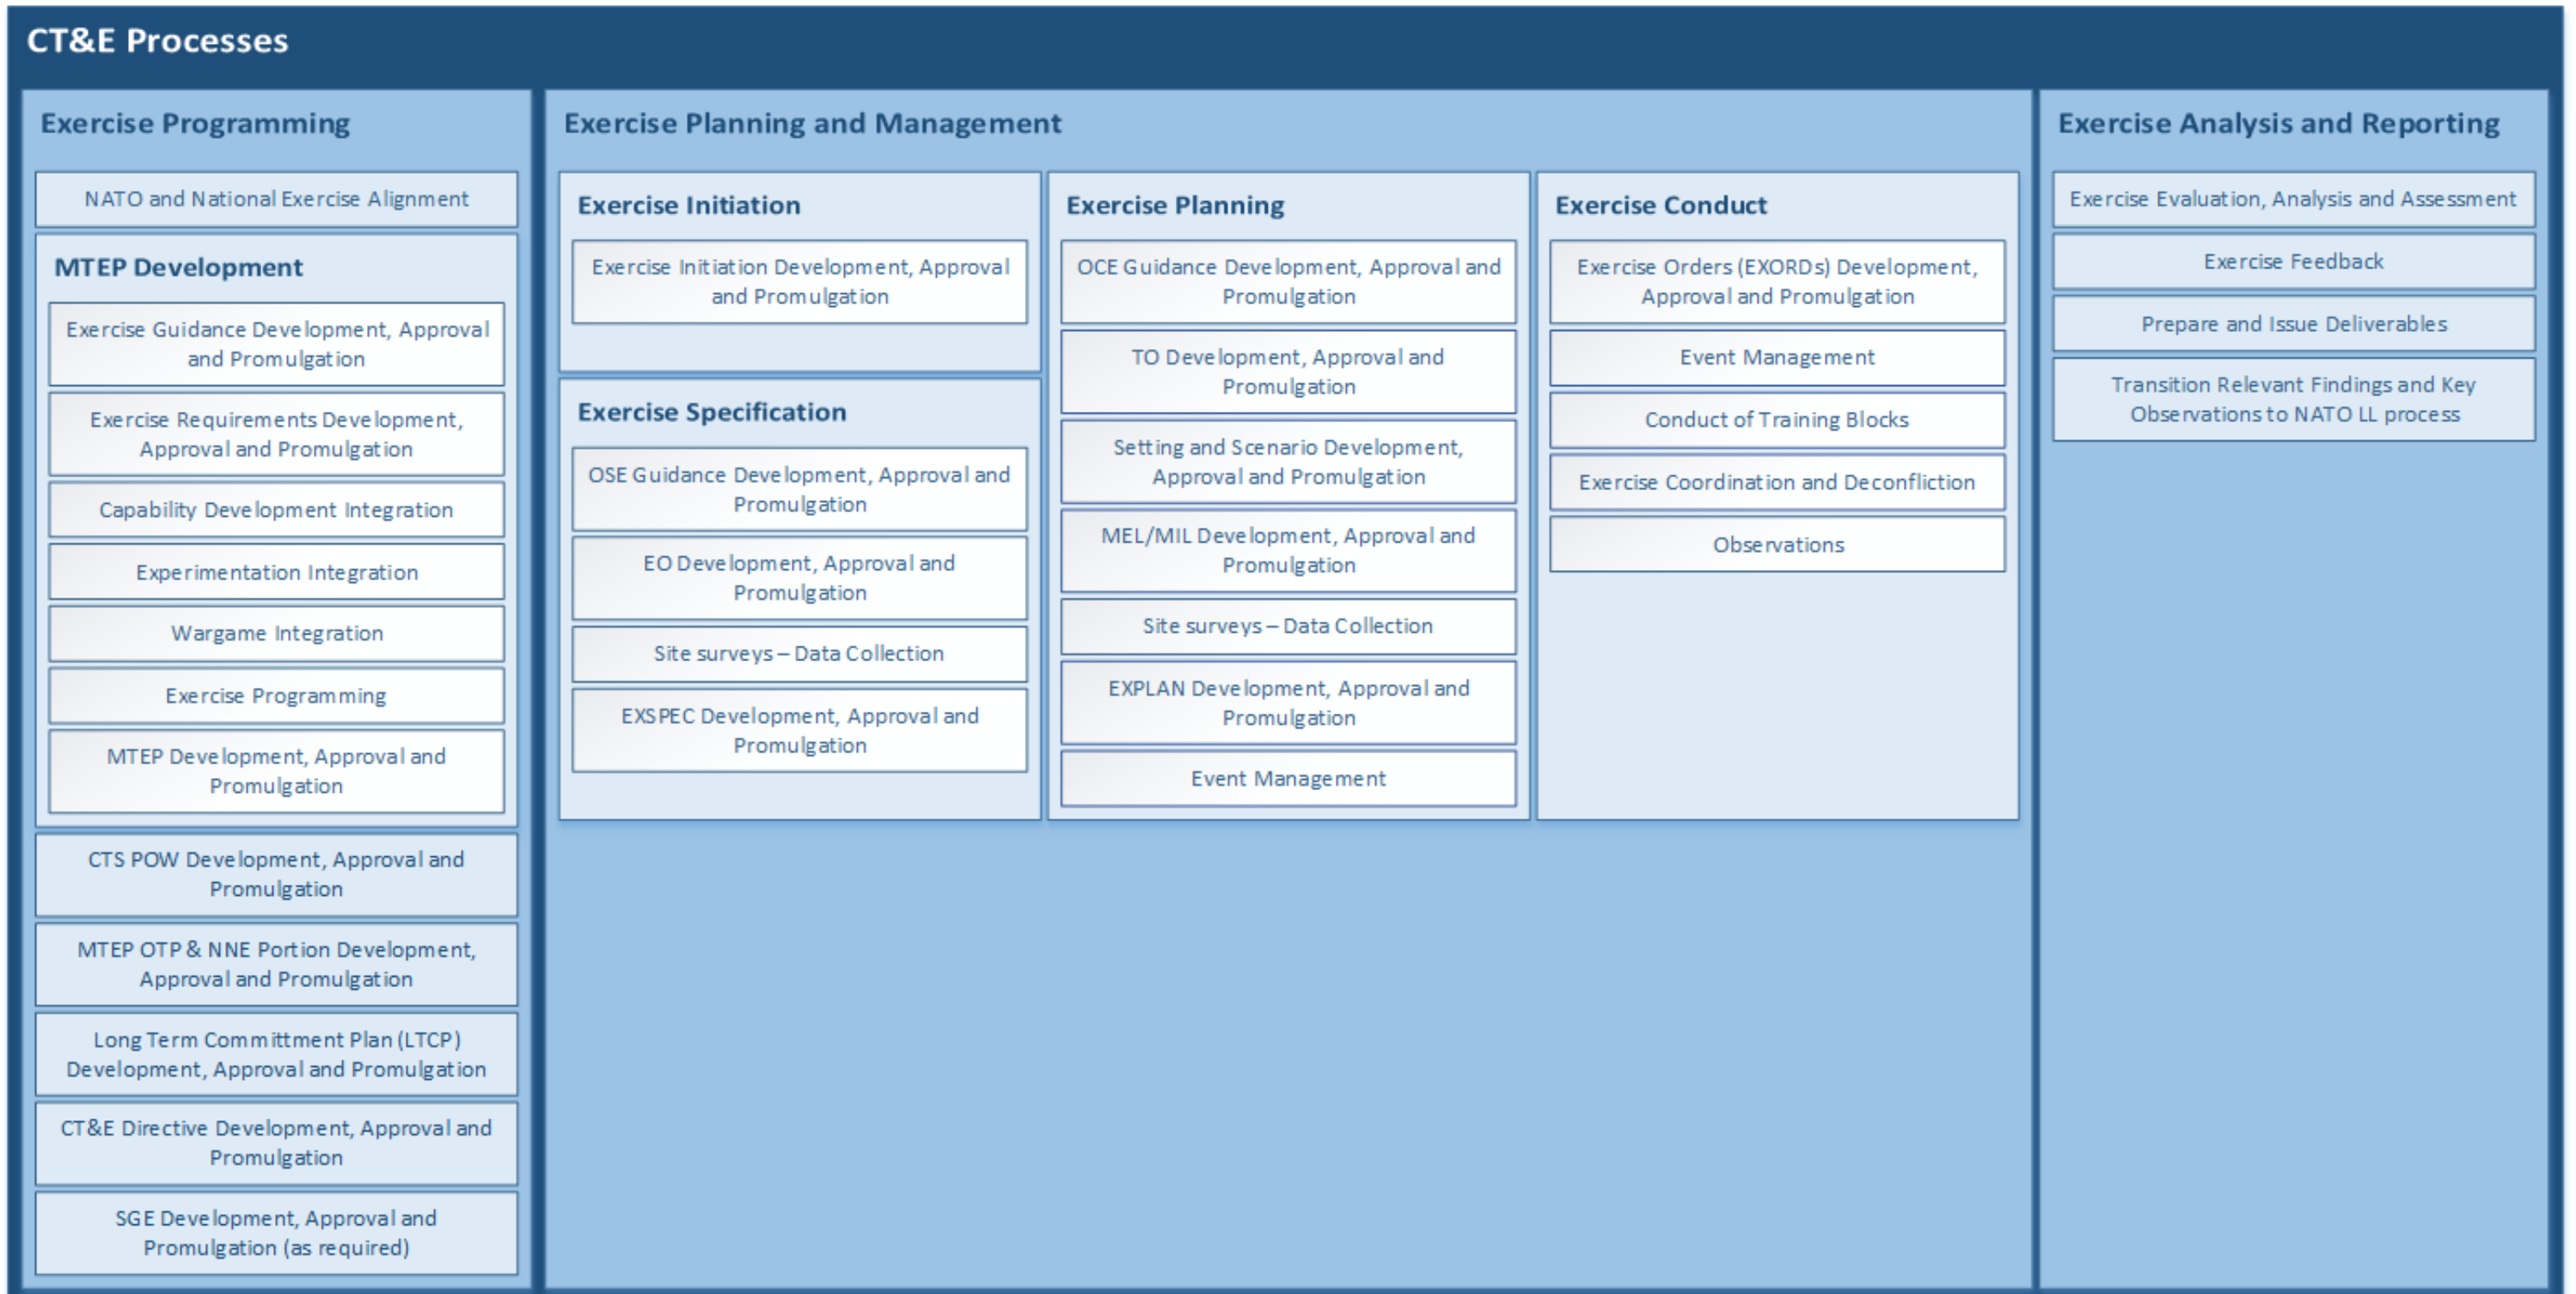 CT&E Processes
Exercise Programming
NATO and National Exercise Alignment
MTEP Development
Exercise Guidance Development, Approval
and Promulgation
Exercise Requirements Development,
Approval and Promulgation
Capability Development Integration
Experimentation Integration
Wargame Integration
Exercise Programming
MTEP Development, Approval and
Promulgation
CTS POW Development, Approval and
Promulgation
MTEP OTP & NNE Portion Development,
Approval and Promulgation
Long Term Committment Plan (LTCP)
Development, Approval and Promulgation
CT&E Directive Development, Approval and
Promulgation
SGE Development, Approval and
Promulgation (as required)
Exercise Planning and Management
Exercise Initiation
Exercise Initiation Development, Approval
and Promulgation
Exercise Specification
OSE Guidance Development, Approval and
Promulgation
EO Development, Approval and
Promulgation
Site surveys – Data Collection
EXSPEC Development, Approval and
Promulgation
Exercise Planning
OCE Guidance Development, Approval and
Promulgation
TO Development, Approval and
Promulgation
Setting and Scenario Development,
Approval and Promulgation
MEL/MIL Development, Approval and
Promulgation
Site surveys – Data Collection
EXPLAN Development, Approval and
Promulgation
Event Management
Exercise Conduct
Exercise Orders (EXORDs) Development,
Approval and Promulgation
Event Management
Conduct of Training Blocks
Exercise Coordination and Deconfliction
Observations
Exercise Analysis and Reporting
Exercise Evaluation, Analysis and Assessment
Exercise Feedback
Prepare and Issue Deliverables
Transition Relevant Findings and Key
Observations to NATO LL process